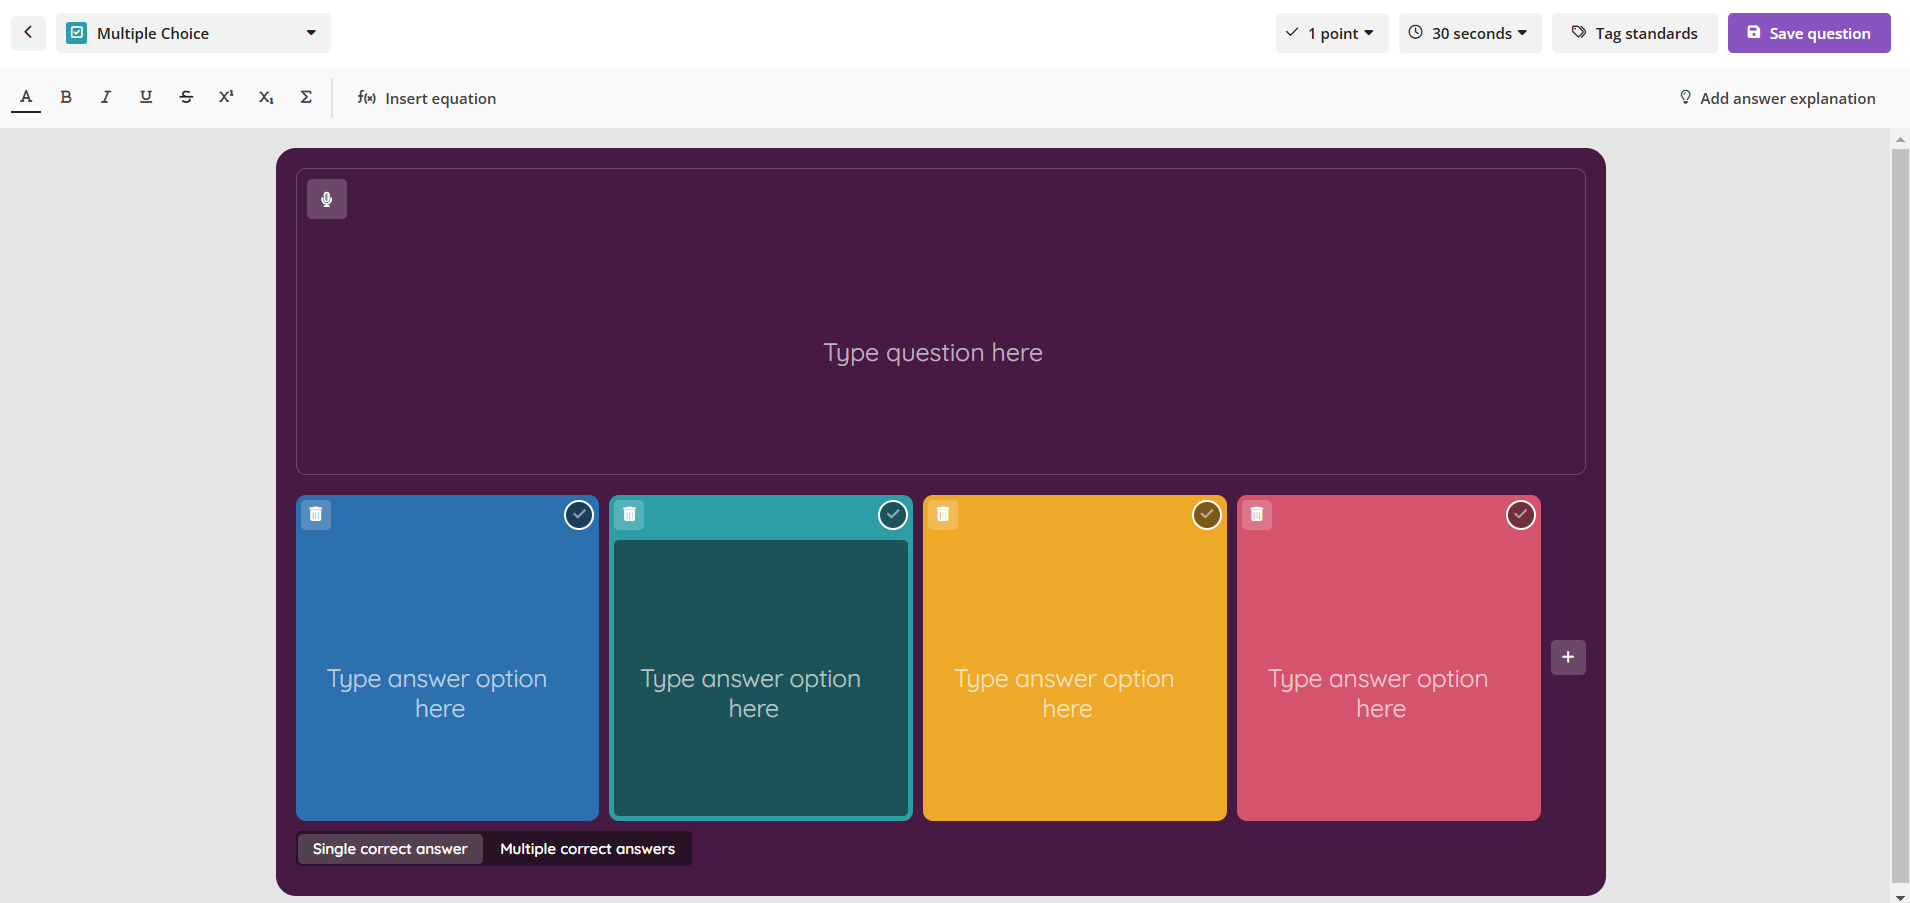 Multiple Choice
1 point
30 seconds
Tag standards
Save question
A B I U S X¹ X₁ Σ
f(x) Insert equation
Add answer explanation
Type question here
Type answer option
here
Type answer option
here
Type answer option
here
Type answer option
here
Single correct answer
Multiple correct answers